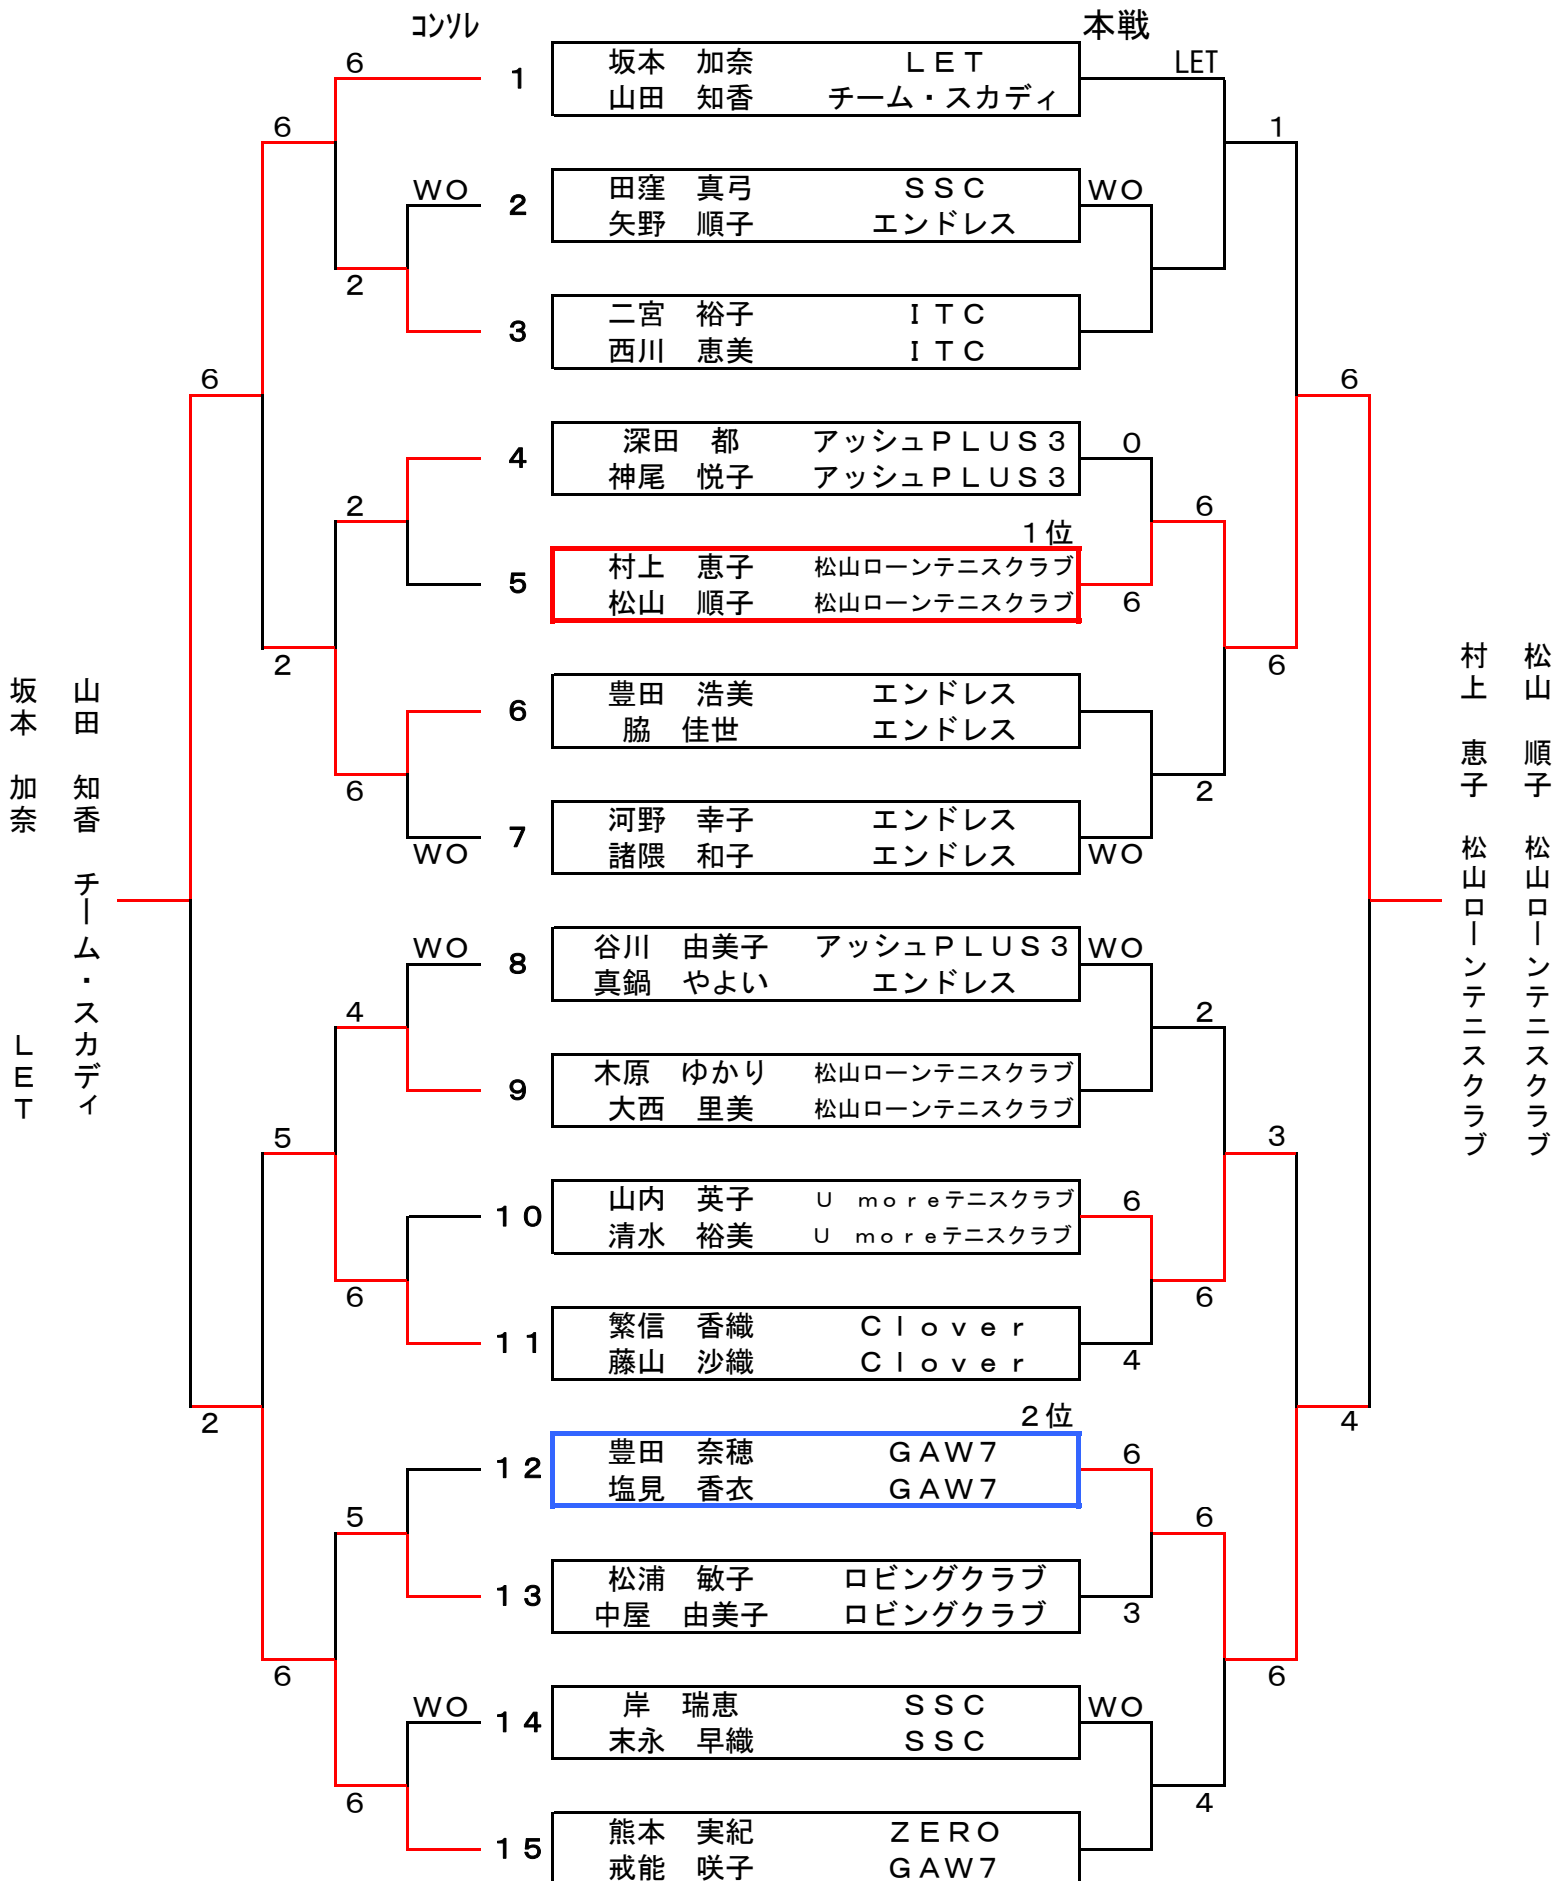 コンソレ 本戦
6 坂本 加奈 LET LET
1 山田 知香 チーム・スカディ
6 1
WO 2 田窪 真弓 SSC WO
矢野 順子 エンドレス
2
3 二宮 裕子 ITC
西川 恵美 ITC
6 6
4 深田 都 アッシュPLUS3 0
神尾 悦子 アッシュPLUS3
2 6
1位
5 村上 恵子 松山ローンテニスクラブ
松山 順子 松山ローンテニスクラブ 6
2 6
6 豊田 浩美 エンドレス
脇 佳世 エンドレス
6 2
7 河野 幸子 エンドレス
WO 諸隈 和子 エンドレス WO
坂本 加奈 LET
山田 知香 チーム・スカディ
村上 恵子 松山ローンテニスクラブ
松山 順子 松山ローンテニスクラブ
WO 8 谷川 由美子 アッシュPLUS3 WO
真鍋 やよい エンドレス
4 2
9 木原 ゆかり 松山ローンテニスクラブ
大西 里美 松山ローンテニスクラブ
5 3
10 山内 英子 U moreテニスクラブ 6
清水 裕美 U moreテニスクラブ
6 6
11 繁信 香織 Clover
藤山 沙織 Clover 4
2 4
2位
12 豊田 奈穂 GAW7 6
塩見 香衣 GAW7
5 6
13 松浦 敏子 ロビングクラブ
中屋 由美子 ロビングクラブ 3
6 6
WO 14 岸 瑞恵 SSC WO
末永 早織 SSC
6 4
15 熊本 実紀 ZERO
戒能 咲子 GAW7